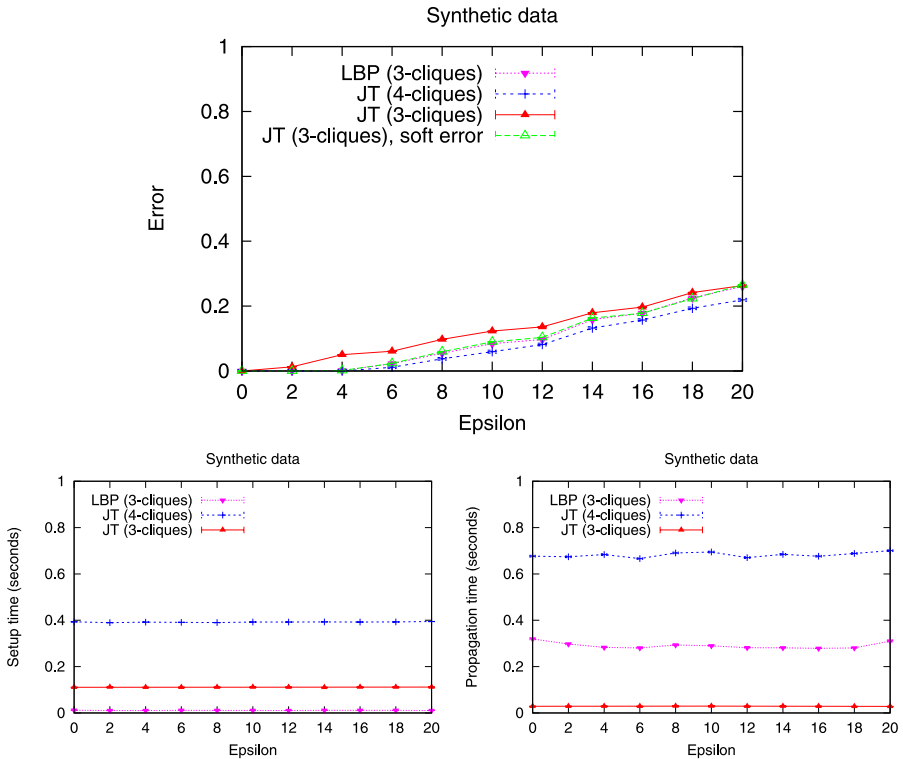 Synthetic data
1
0.8
0.6
0.4
0.2
0
Error
LBP (3-cliques)
JT (4-cliques)
JT (3-cliques)
JT (3-cliques), soft error
0 2 4 6 8 10 12 14 16 18 20
Epsilon
Synthetic data
1
0.8
0.6
0.4
0.2
0
Setup time (seconds)
LBP (3-cliques)
JT (4-cliques)
JT (3-cliques)
0 2 4 6 8 10 12 14 16 18 20
Epsilon
Synthetic data
1
0.8
0.6
0.4
0.2
0
Propagation time (seconds)
LBP (3-cliques)
JT (4-cliques)
JT (3-cliques)
0 2 4 6 8 10 12 14 16 18 20
Epsilon